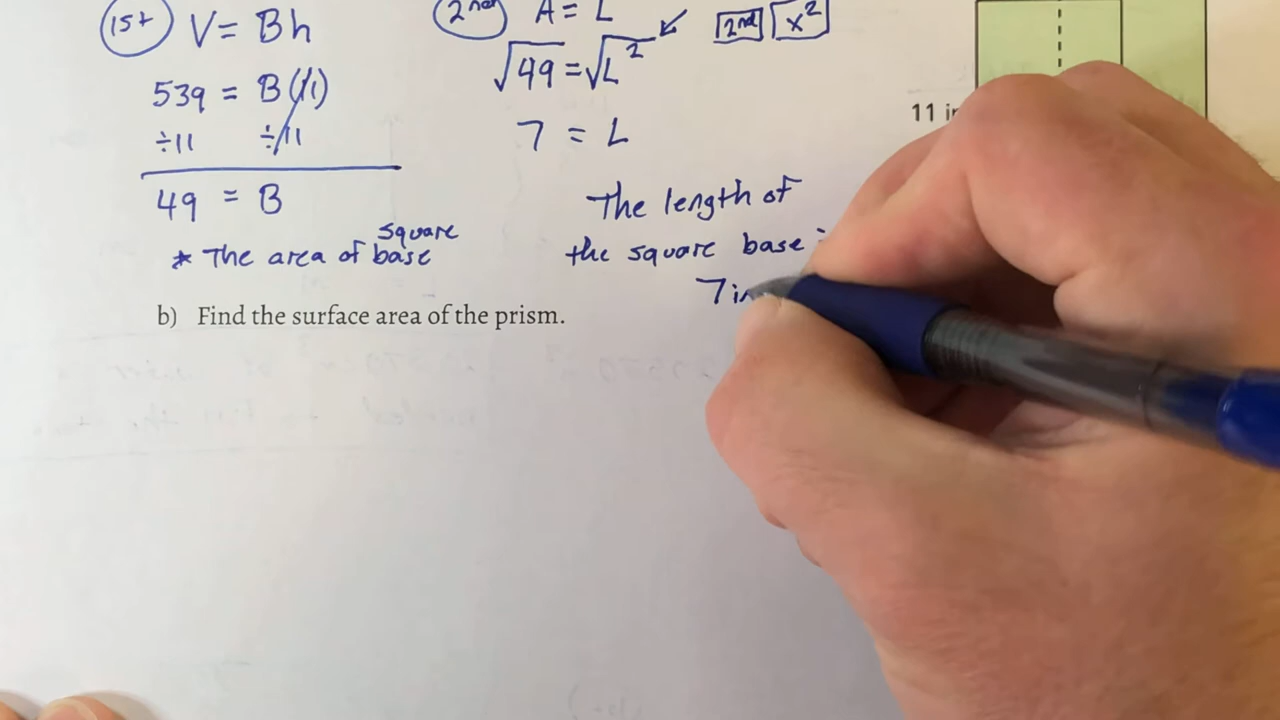 1st V = Bh
539 = B(11)
÷11 ÷11
49 = B
* The area of square base
2nd A = L
2nd x²
√49 = √L²
7 = L
The length of
the square base
7 in
11 in
b) Find the surface area of the prism.